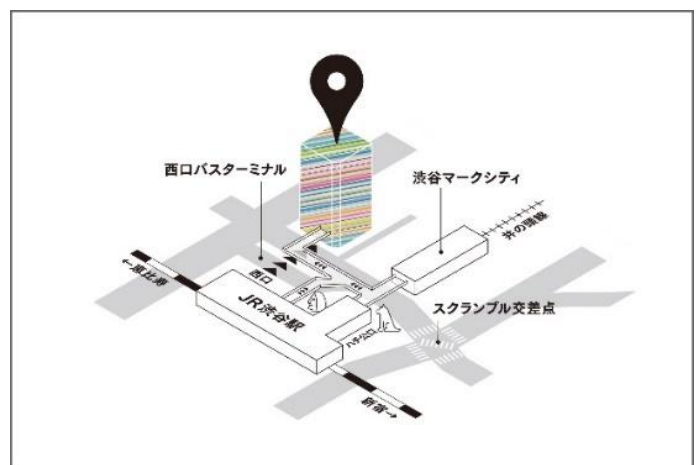 西口バスターミナル
渋谷マークシティ
井の頭線
←恵比寿
西口
JR渋谷駅
スクランブル交差点
ハチ公口
新宿→